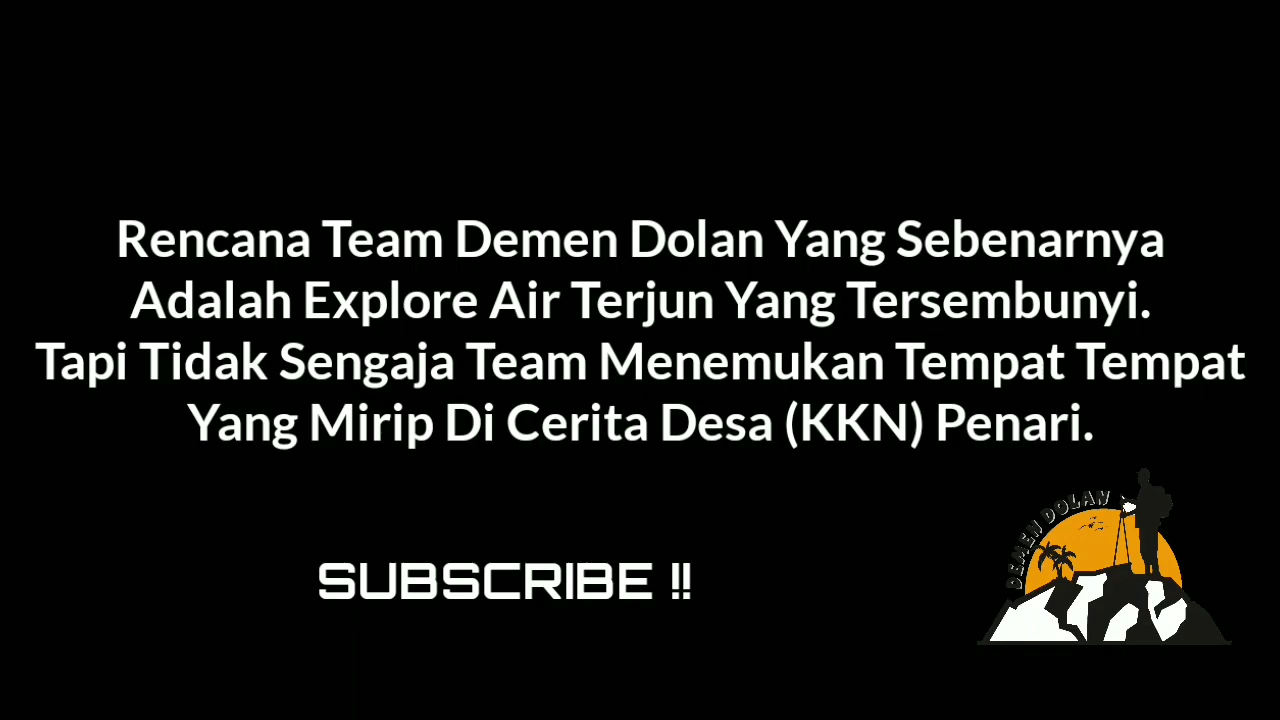 Rencana Team Demen Dolan Yang Sebenarnya
Adalah Explore Air Terjun Yang Tersembunyi.
Tapi Tidak Sengaja Team Menemukan Tempat Tempat
Yang Mirip Di Cerita Desa (KKN) Penari.
DEMEN DOLAN
SUBSCRIBE !!